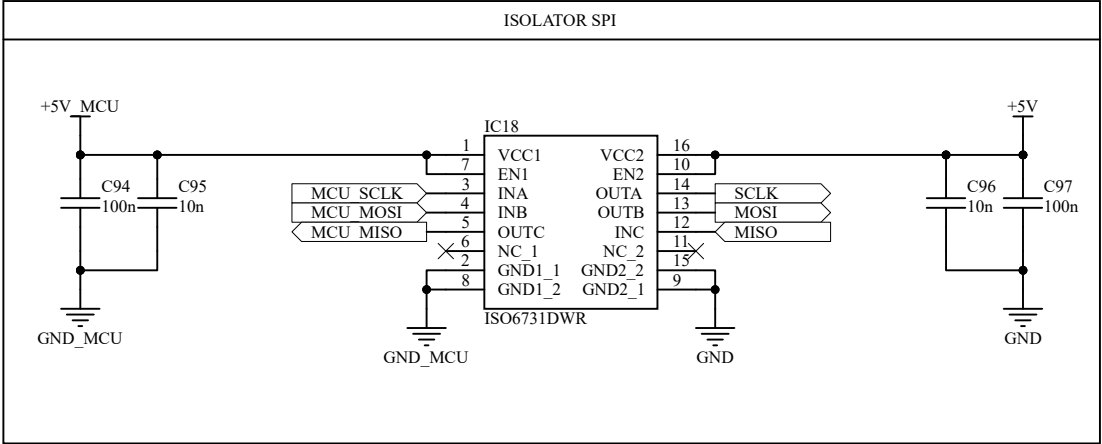 ISOLATOR SPI
+5V_MCU
+5V
IC18
1 VCC1 VCC2 16
7 EN1 EN2 10
3 INA OUTA 14
4 INB OUTB 13
5 OUTC INC 12
6 NC_1 NC_2 11
2 GND1_1 GND2_2 15
8 GND1_2 GND2_1 9
ISO6731DWR
MCU_SCLK
MCU_MOSI
MCU_MISO
SCLK
MOSI
MISO
C94
100n
C95
10n
C96
10n
C97
100n
GND_MCU
GND_MCU
GND
GND